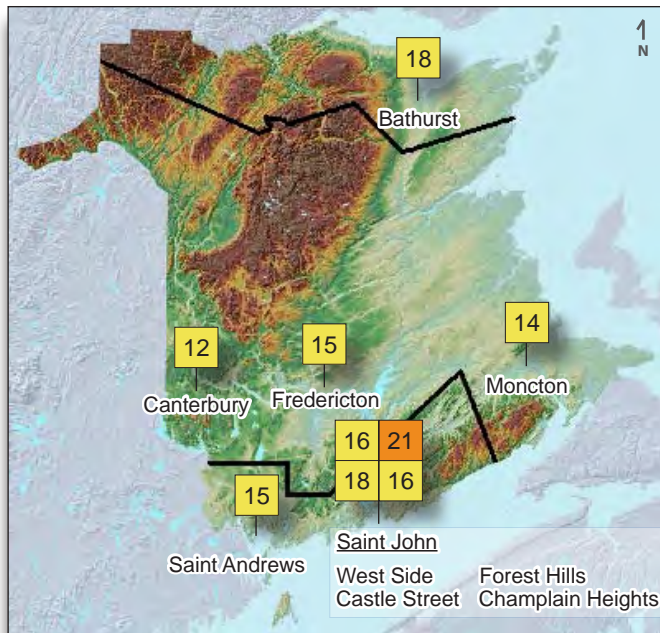 N
18
Bathurst
12
15
14
Canterbury
Fredericton
Moncton
16 21
18 16
15
Saint Andrews
Saint John
West Side Forest Hills
Castle Street Champlain Heights